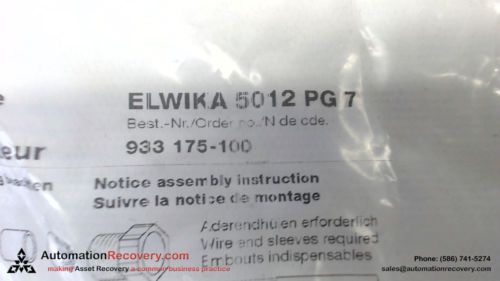 ELWIKA 5012 PG 7
Best.-Nr./Order no./N de cde.
eur 933 175-100
Notice assembly instruction
Suivre la notice de montage
Aderendhülsen erforderlich
Wire end sleeves required
Embouts indispensables
AutomationRecovery.com
making Asset Recovery a common business practice
Phone: (586) 741-5274
sales@automationrecovery.com